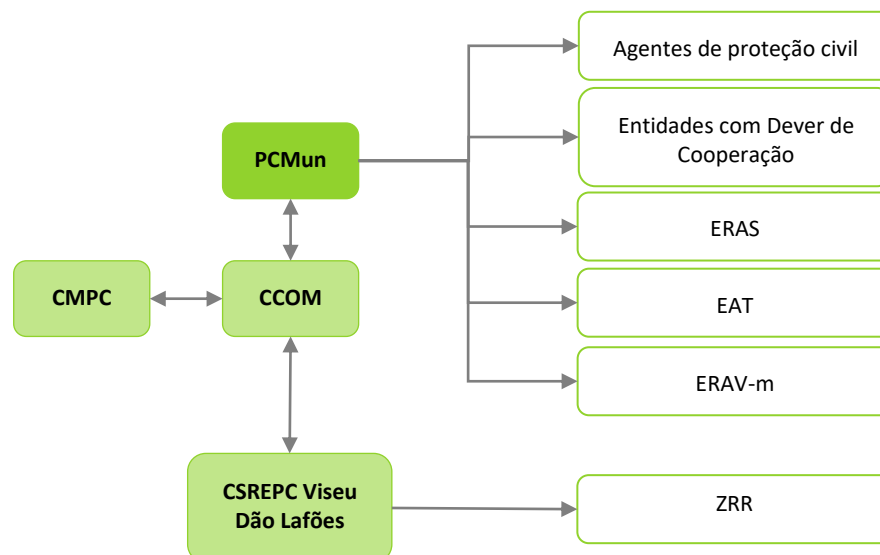 Agentes de proteção civil
Entidades com Dever de
Cooperação
PCMun
ERAS
CMPC
CCOM
EAT
ERAV-m
CSREPC Viseu
Dão Lafões
ZRR